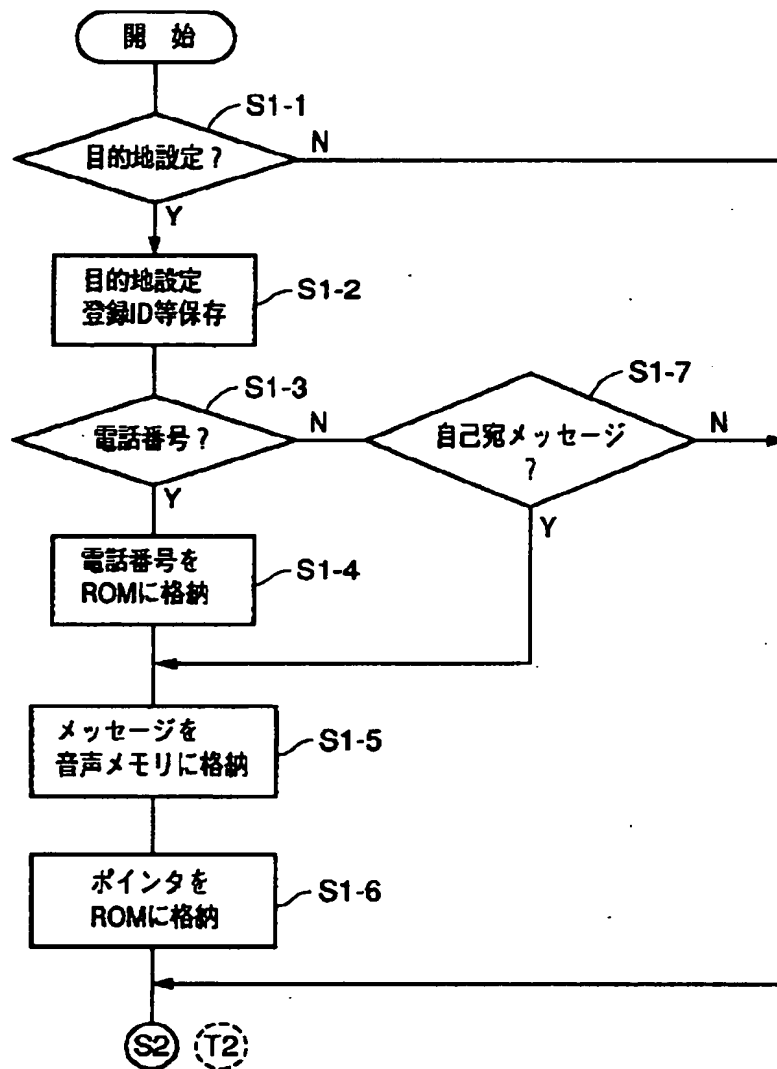 開 始
S1-1
目的地設定?
N
Y
目的地設定
登録ID等保存
S1-2
S1-3
電話番号?
N
Y
S1-7
自己宛メッセージ
?
N
Y
電話番号を
ROMに格納
S1-4
メッセージを
音声メモリに格納
S1-5
ポインタを
ROMに格納
S1-6
S2
T2